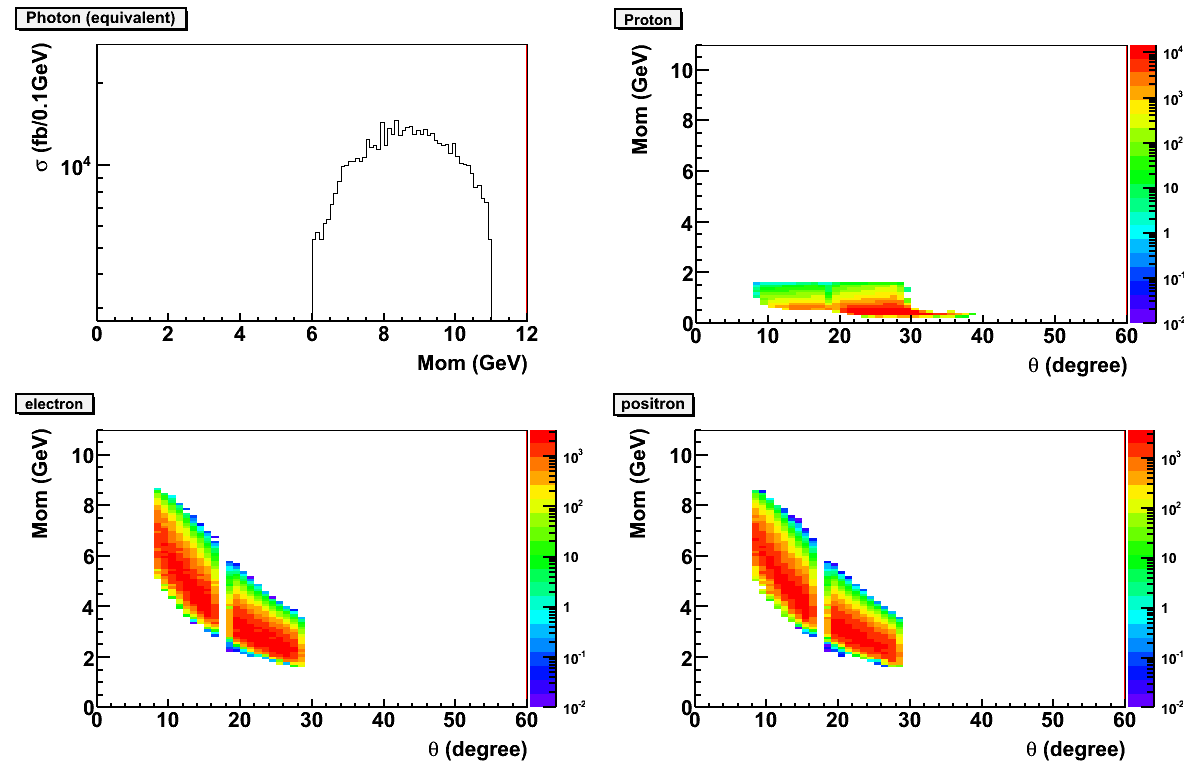 Photon (equivalent)
σ (fb/0.1GeV)
10^4
0 2 4 6 8 10 12
Mom (GeV)
Proton
Mom (GeV)
10
8
6
4
2
0
0 10 20 30 40 50 60
θ (degree)
10^4
10^3
10^2
10
1
10^-1
10^-2
electron
Mom (GeV)
10
8
6
4
2
0
0 10 20 30 40 50 60
θ (degree)
10^3
10^2
10
1
10^-1
10^-2
positron
Mom (GeV)
10
8
6
4
2
0
0 10 20 30 40 50 60
θ (degree)
10^3
10^2
10
1
10^-1
10^-2